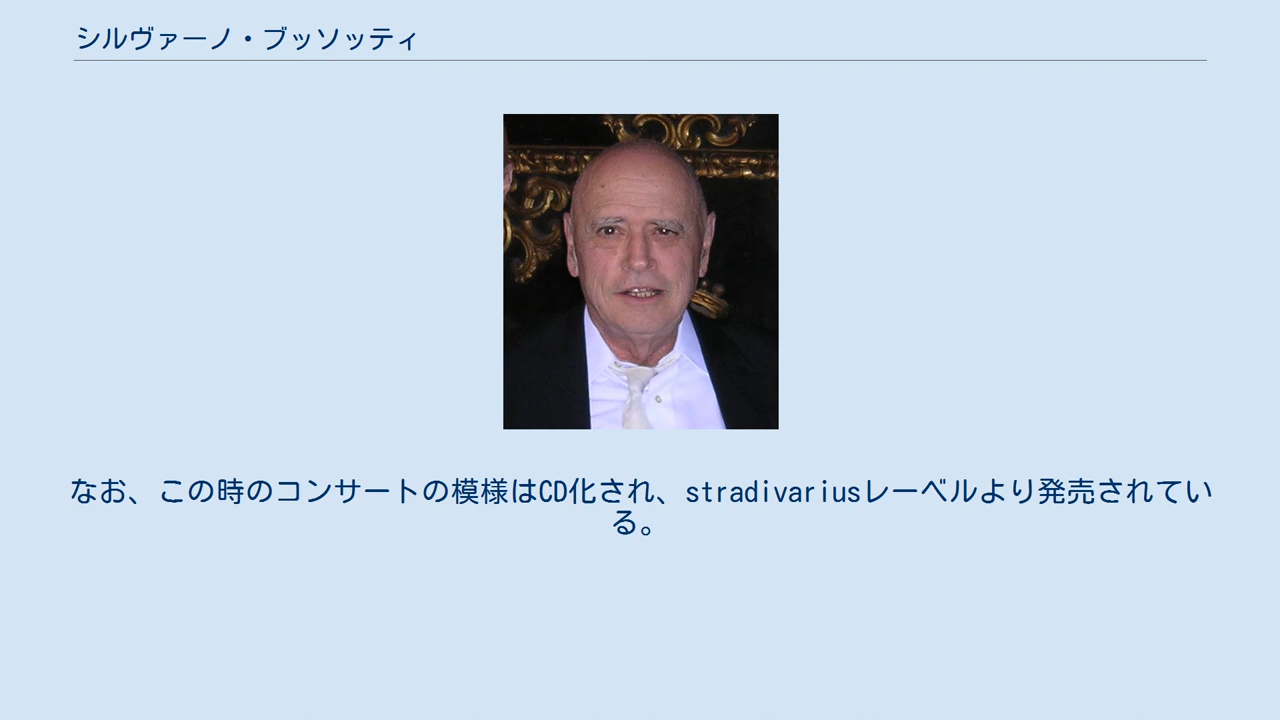 シルヴァーノ・ブッソッティ
なお、この時のコンサートの模様はCD化され、stradivariusレーベルより発売されてい
る。